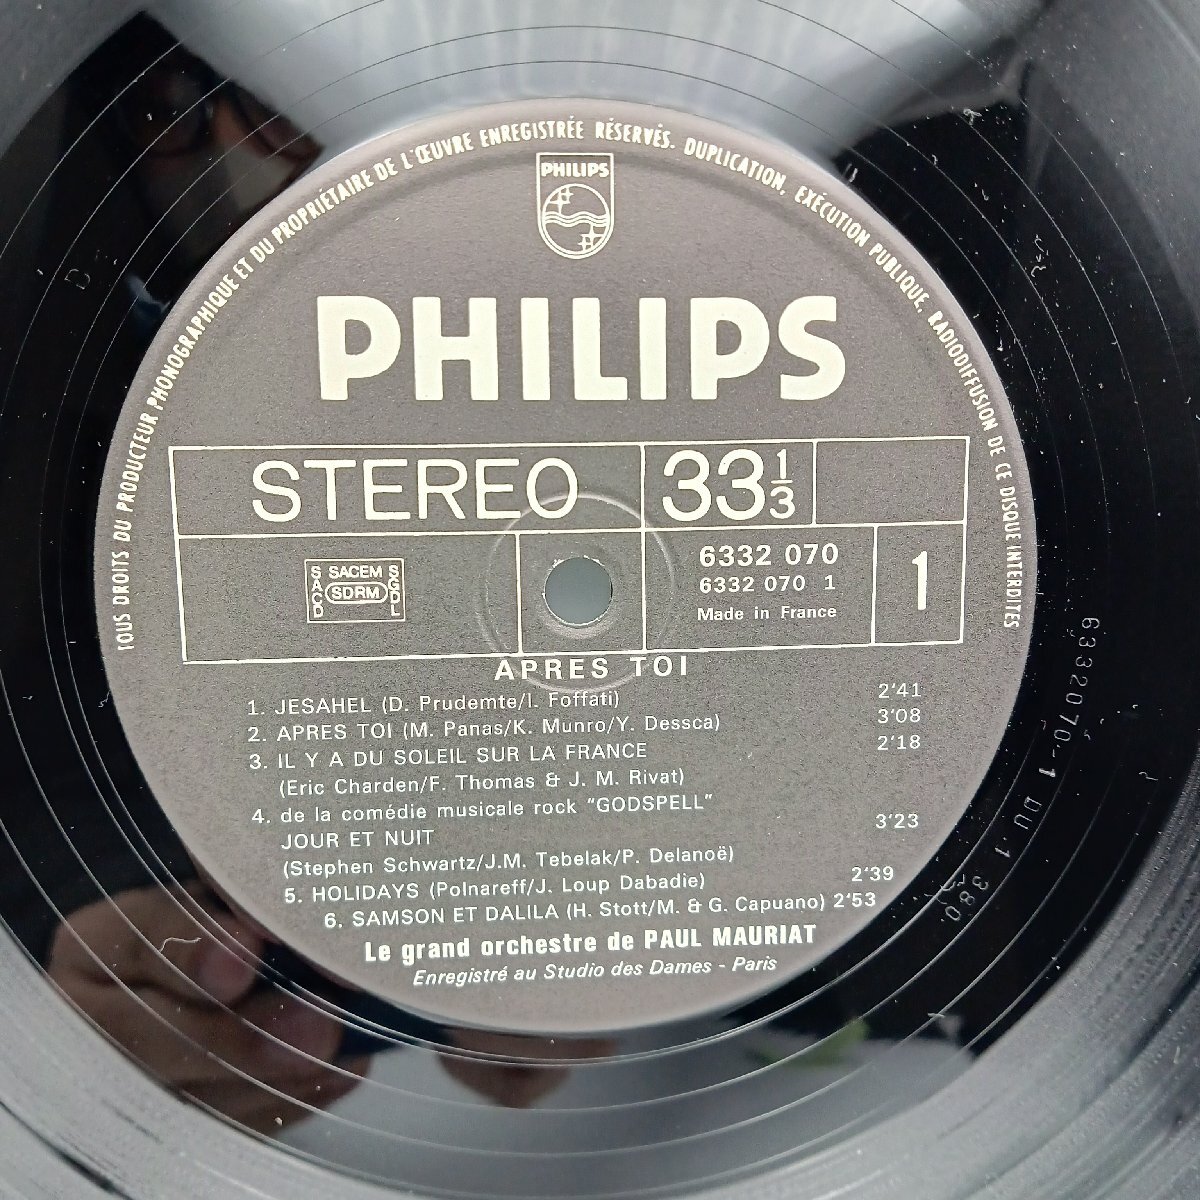 TOUS DROITS DU PRODUCTEUR PHONOGRAPHIQUE ET DU PROPRIÉTAIRE DE L'ŒUVRE ENREGISTRÉE RÉSERVÉS. DUPLICATION, EXÉCUTION PUBLIQUE, RADIODIFFUSION DE CE DISQUE INTERDITES
PHILIPS
PHILIPS
STEREO 33 1/3
SACD SACEM SGDL
SDRM
6332 070
6332 070 1
Made in France
1
APRES TOI
1. JESAHEL (D. Prudemte/I. Foffati) 2'41
2. APRES TOI (M. Panas/K. Munro/Y. Dessca) 3'08
3. IL Y A DU SOLEIL SUR LA FRANCE 2'18
(Eric Charden/F. Thomas & J. M. Rivat)
4. de la comédie musicale rock "GODSPELL"
JOUR ET NUIT 3'23
(Stephen Schwartz/J.M. Tebelak/P. Delanoë)
5. HOLIDAYS (Polnareff/J. Loup Dabadie) 2'39
6. SAMSON ET DALILA (H. Stott/M. & G. Capuano) 2'53
Le grand orchestre de PAUL MAURIAT
Enregistré au Studio des Dames - Paris
6332070-1 DU.1 380